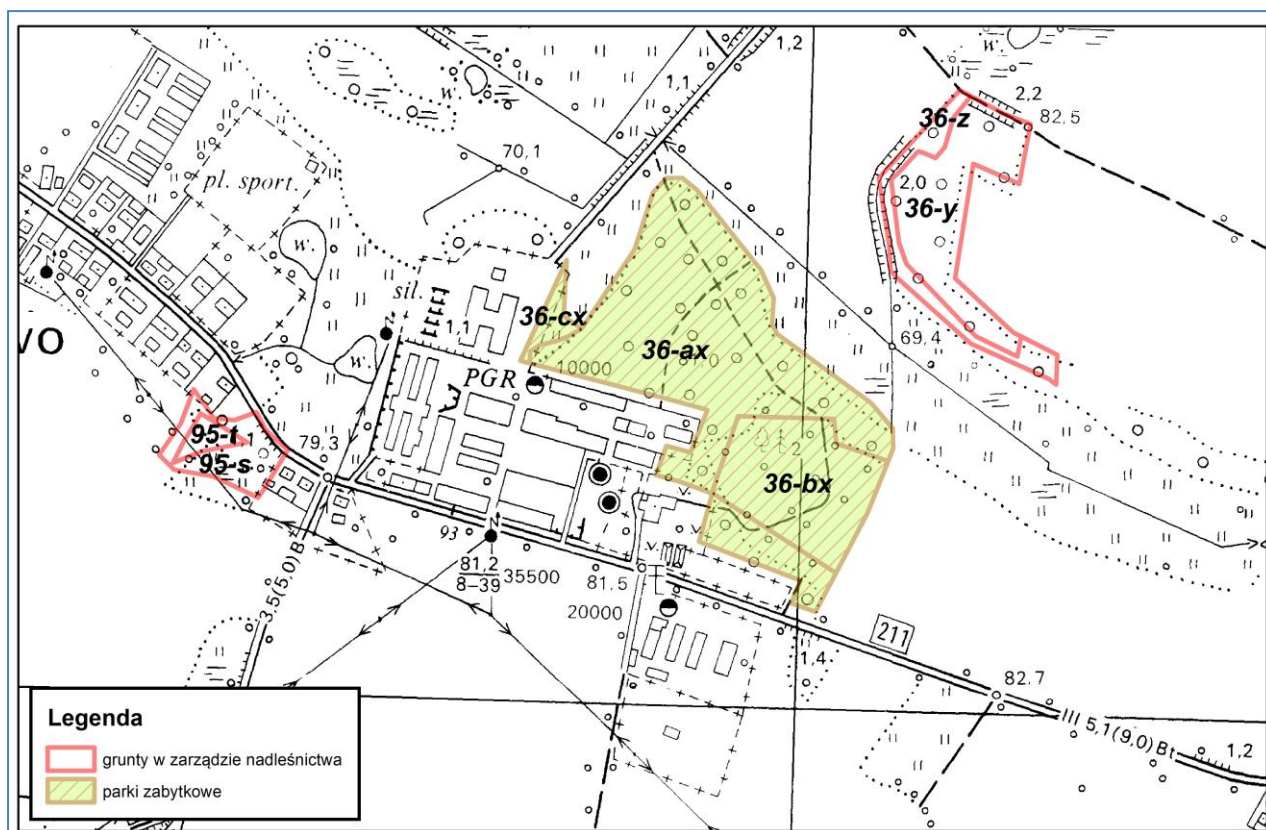 1,2
w.
1,1
w.
2,2
82,5
36-z
70,1
pl. sport.
2,0
36-y
w.
sil.
36-cx
1,1
69,4
VO
36-ax
10000
w.
PGR
95-t
79,3
95-s
36-bx
93
81,2
8–39
35500
81,5
20000
3,5(5,0)Bt
211
1,4
82,7
III 5,1(9,0)Bt
1,2
Legenda
grunty w zarządzie nadleśnictwa
parki zabytkowe